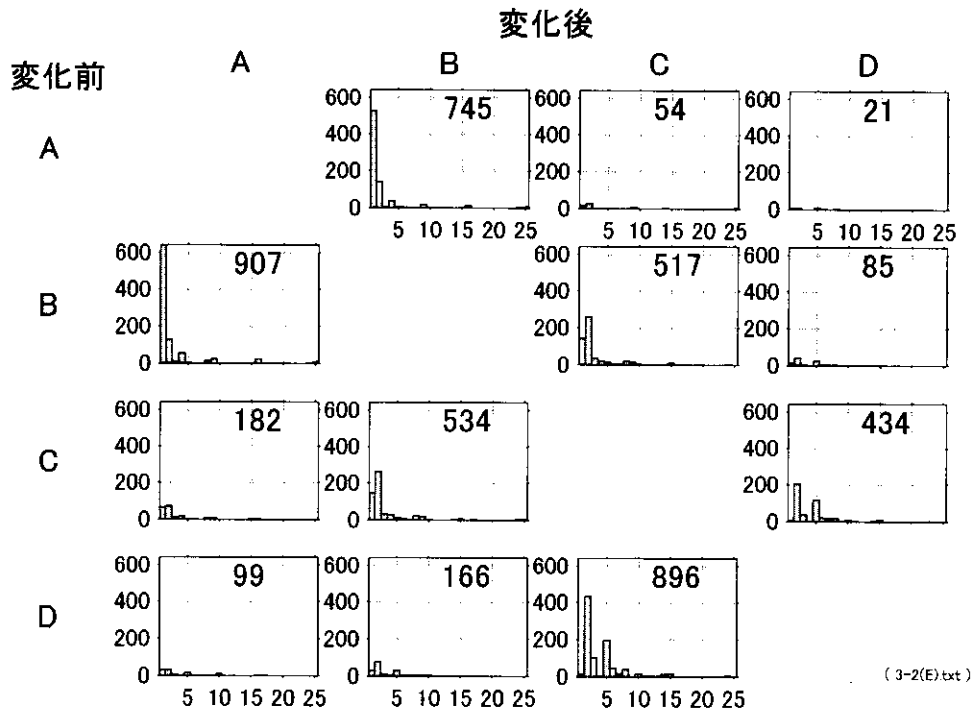 変化後
A B C D
変化前
A
600 400 200 0 745 5 10 15 20 25
600 400 200 0 54 5 10 15 20 25
600 400 200 0 21 5 10 15 20 25
B
600 400 200 0 907
600 400 200 0 517
600 400 200 0 85
C
600 400 200 0 182
600 400 200 0 534
600 400 200 0 434
D
600 400 200 0 99 5 10 15 20 25
600 400 200 0 166 5 10 15 20 25
600 400 200 0 896 5 10 15 20 25
( 3-2(E).txt )